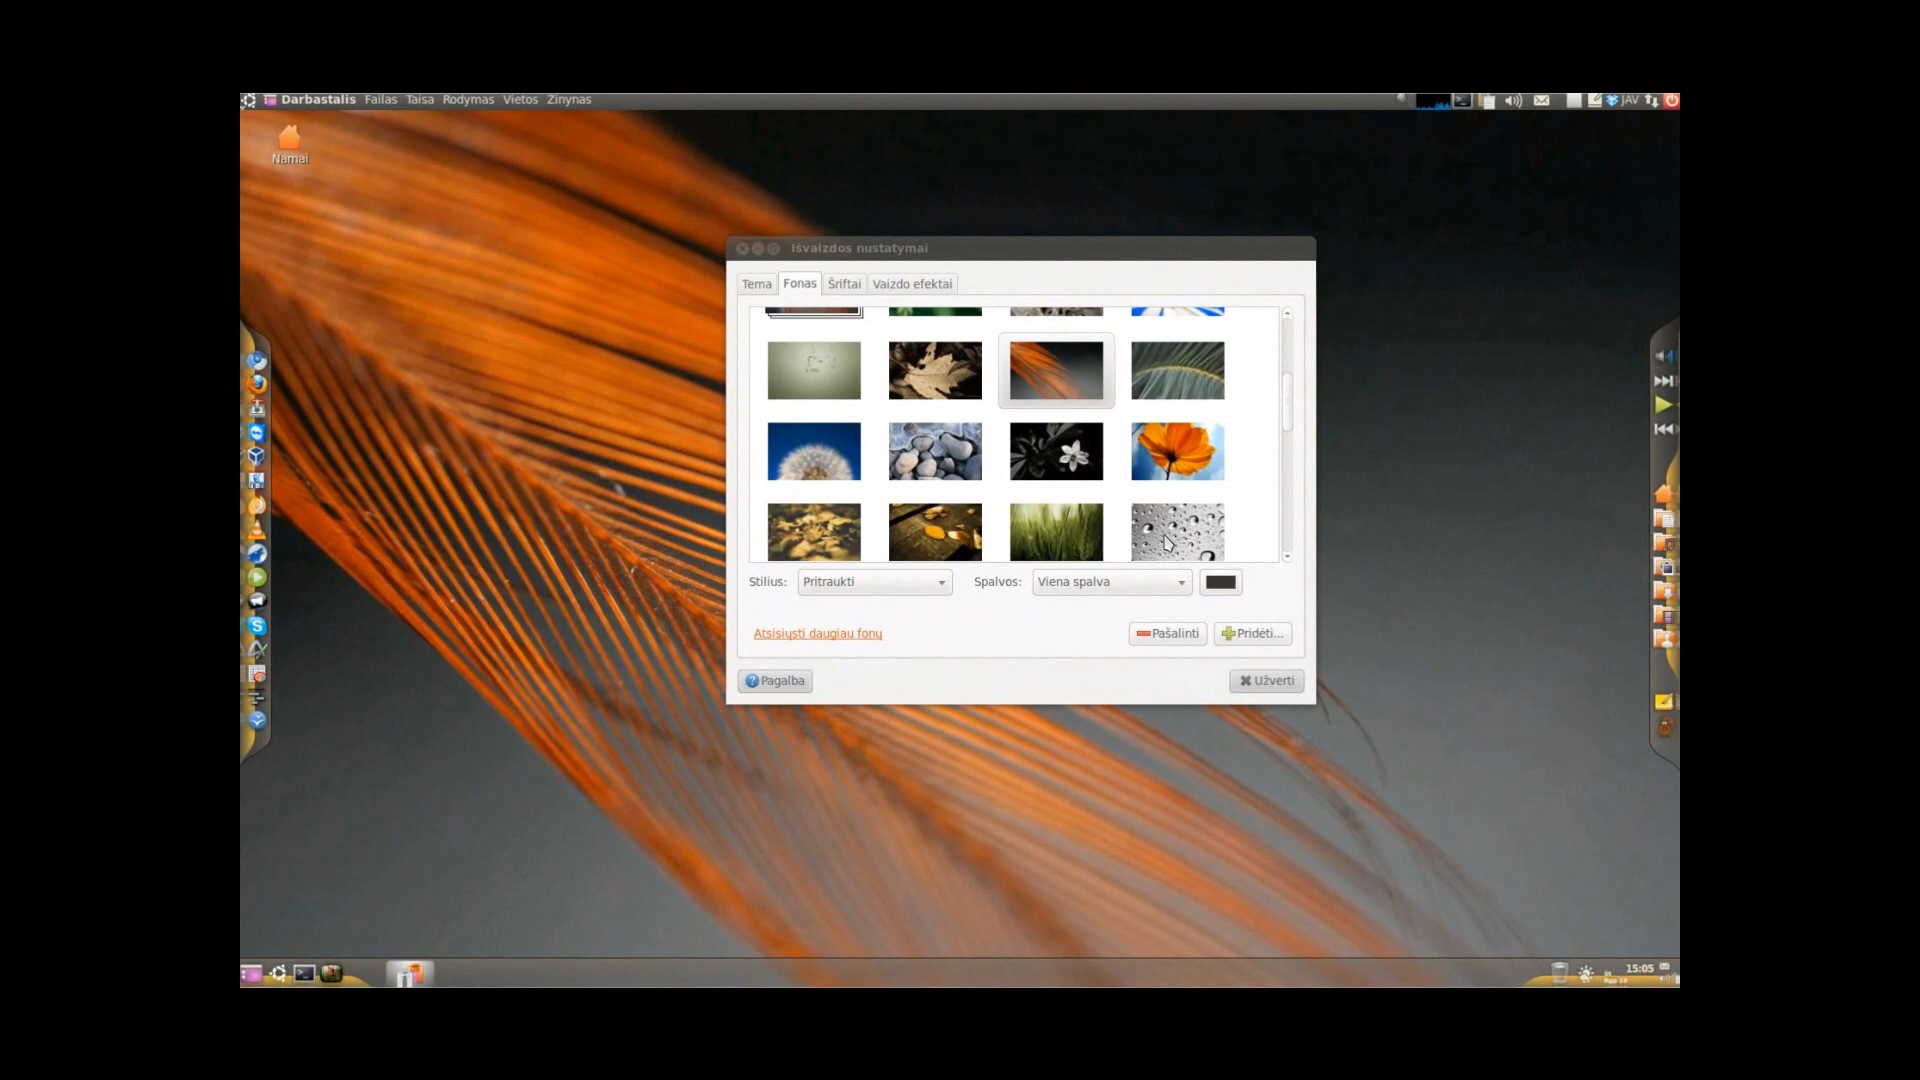 Darbastalis Failas Taisa Rodymas Vietos Žinynas
JAV
Namai
Išvaizdos nustatymai
Tema Fonas Šriftai Vaizdo efektai
Stilius: Pritraukti Spalvos: Viena spalva
Atsisiųsti daugiau fonų Pašalinti Pridėti...
Pagalba Užverti
15:05